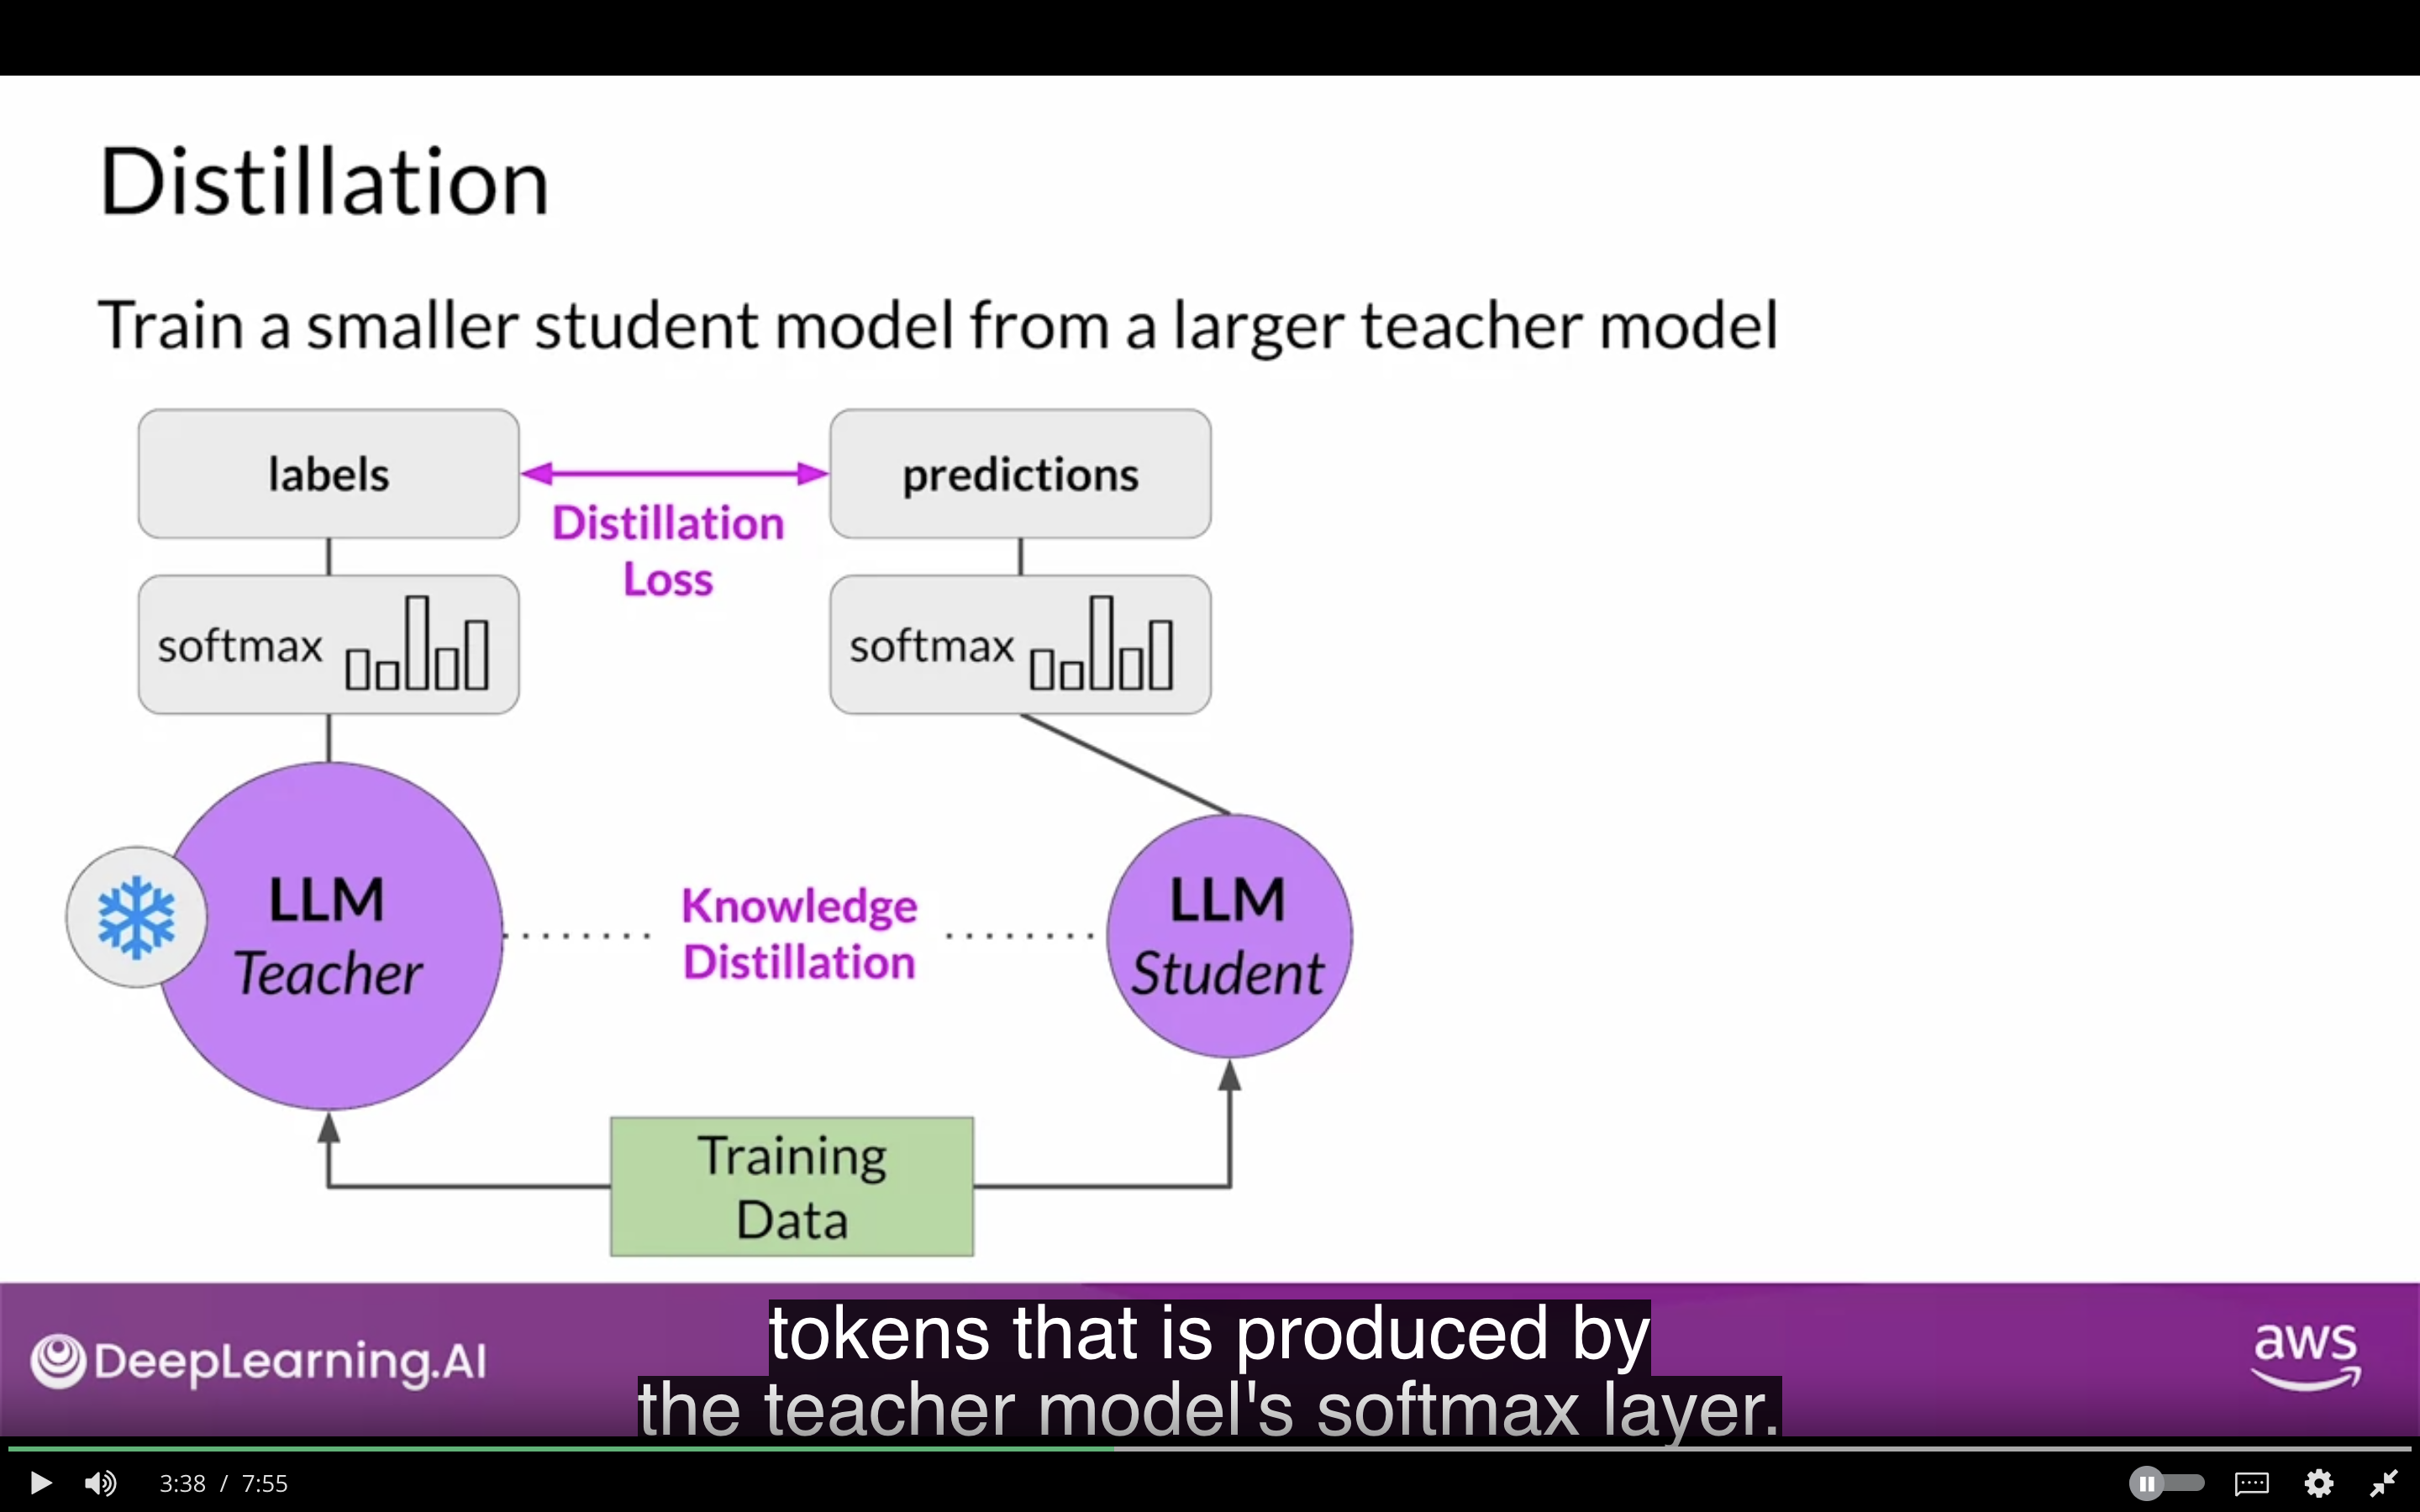 Distillation
Train a smaller student model from a larger teacher model
labels
predictions
Distillation
Loss
softmax
softmax
LLM
Teacher
Knowledge
Distillation
LLM
Student
Training
Data
DeepLearning.AI
tokens that is produced by
the teacher model's softmax layer.
aws
3:38 / 7:55